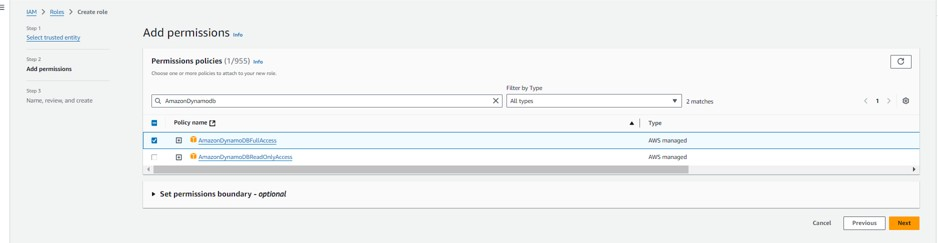 IAM > Roles > Create role
Step 1
Select trusted entity
Step 2
Add permissions
Step 3
Name, review, and create
Add permissions Info
Permissions policies (1/955) Info
Choose one or more policies to attach to your new role.
Filter by Type
AmazonDynamodb
All types
2 matches
1
Policy name
Type
AmazonDynamoDBFullAccess
AWS managed
AmazonDynamoDBReadOnlyAccess
AWS managed
Set permissions boundary - optional
Cancel
Previous
Next